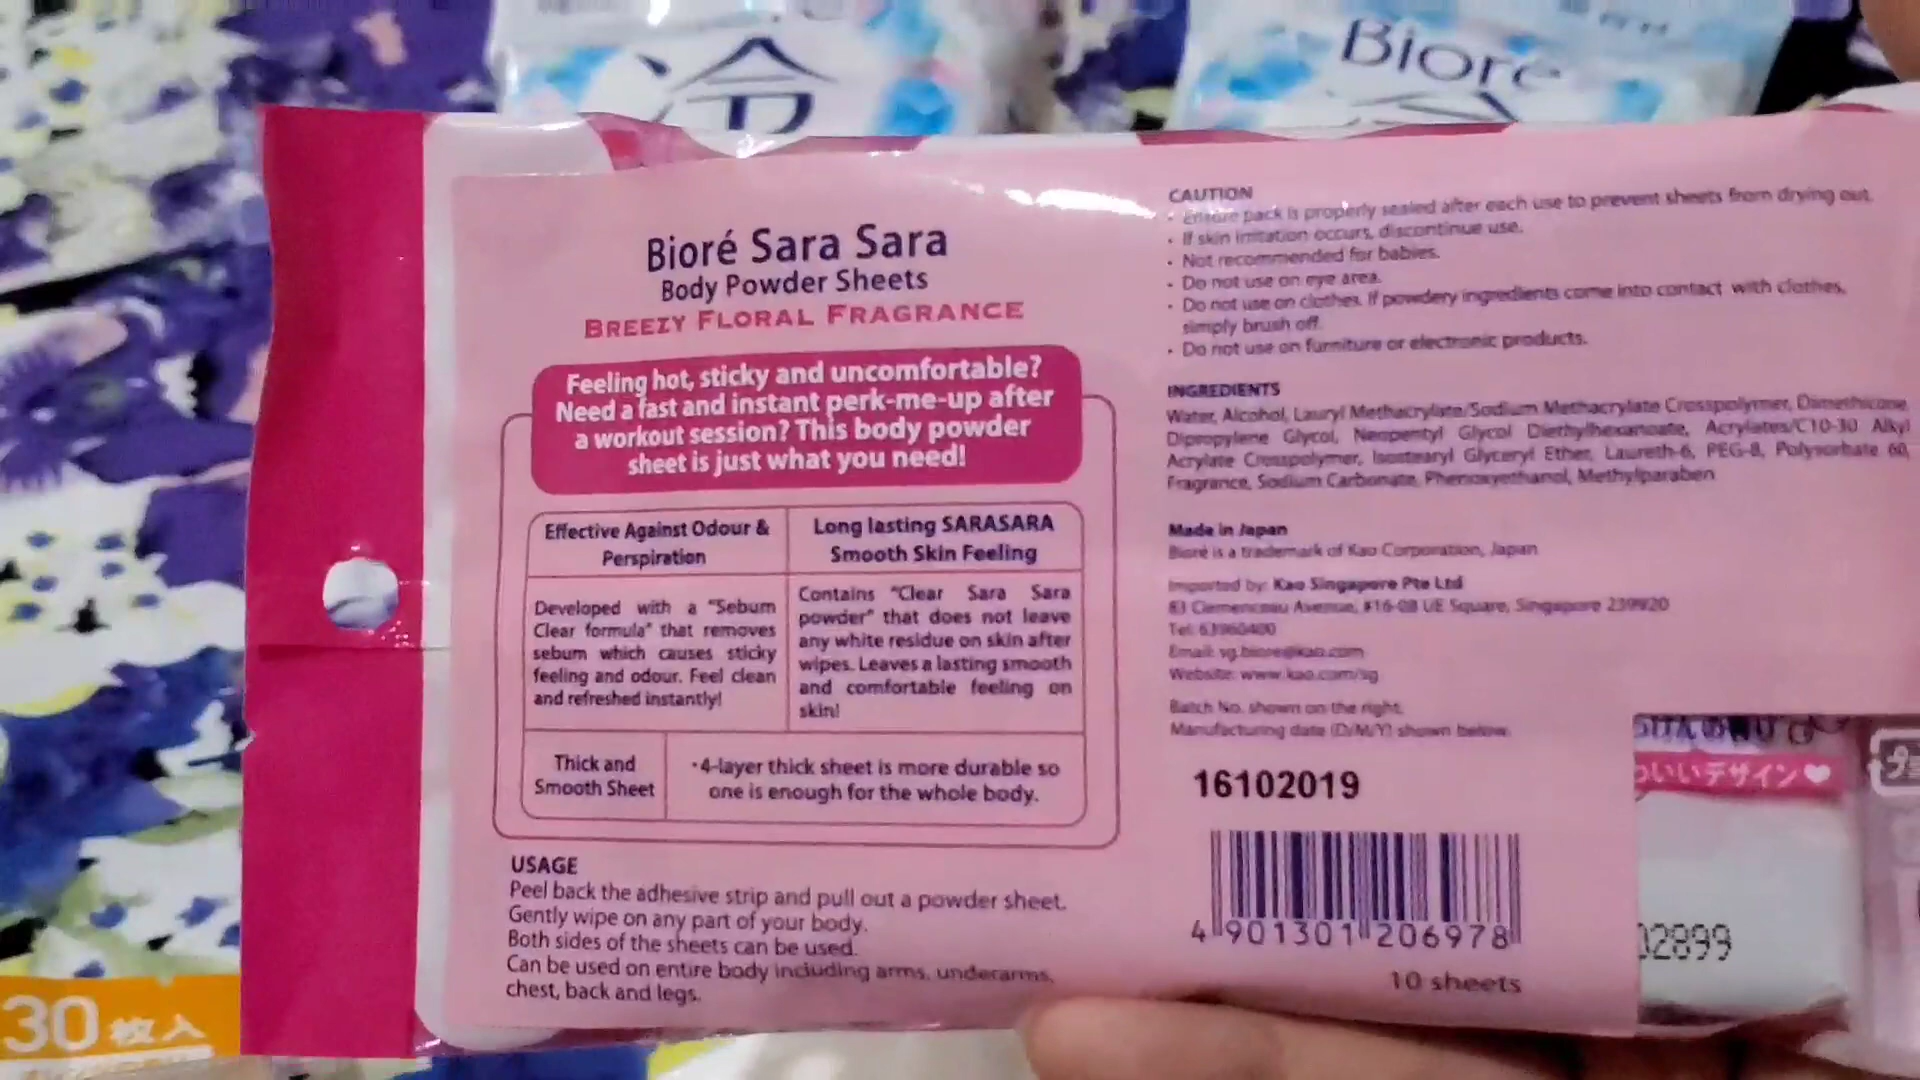 冷
Bioré
Bioré Sara Sara
Body Powder Sheets
BREEZY FLORAL FRAGRANCE
Feeling hot, sticky and uncomfortable?
Need a fast and instant perk-me-up after
a workout session? This body powder
sheet is just what you need!
Effective Against Odour &
Perspiration
Long lasting SARASARA
Smooth Skin Feeling
Developed with a "Sebum
Clear formula" that removes
sebum which causes sticky
feeling and odour. Feel clean
and refreshed instantly!
Contains "Clear Sara Sara
powder" that does not leave
any white residue on skin after
wipes. Leaves a lasting smooth
and comfortable feeling on
skin!
Thick and
Smooth Sheet
• 4-layer thick sheet is more durable so
one is enough for the whole body.
USAGE
Peel back the adhesive strip and pull out a powder sheet.
Gently wipe on any part of your body.
Both sides of the sheets can be used.
Can be used on entire body including arms, underarms,
chest, back and legs.
CAUTION
• Ensure pack is properly sealed after each use to prevent sheets from drying out.
• If skin irritation occurs, discontinue use.
• Not recommended for babies.
• Do not use on eye area.
• Do not use on clothes. If powdery ingredients come into contact with clothes,
simply brush off.
• Do not use on furniture or electronic products.
INGREDIENTS
Water, Alcohol, Lauryl Methacrylate/Sodium Methacrylate Crosspolymer, Dimethicone,
Dipropylene Glycol, Neopentyl Glycol Diethylhexanoate, Acrylates/C10-30 Alkyl
Acrylate Crosspolymer, Isostearyl Glyceryl Ether, Laureth-6, PEG-8, Polysorbate 60,
Fragrance, Sodium Carbonate, Phenoxyethanol, Methylparaben
Made in Japan
Bioré is a trademark of Kao Corporation, Japan
Imported by: Kao Singapore Pte Ltd
83 Clemenceau Avenue, #16-08 UE Square, Singapore 239920
Tel: 63960400
Email: sg.biore@kao.com
Website: www.kao.com/sg
Batch No. shown on the right.
Manufacturing date (D/M/Y) shown below.
16102019
4 901301 206978
10 sheets
いいデザイン♥
02899
30枚入